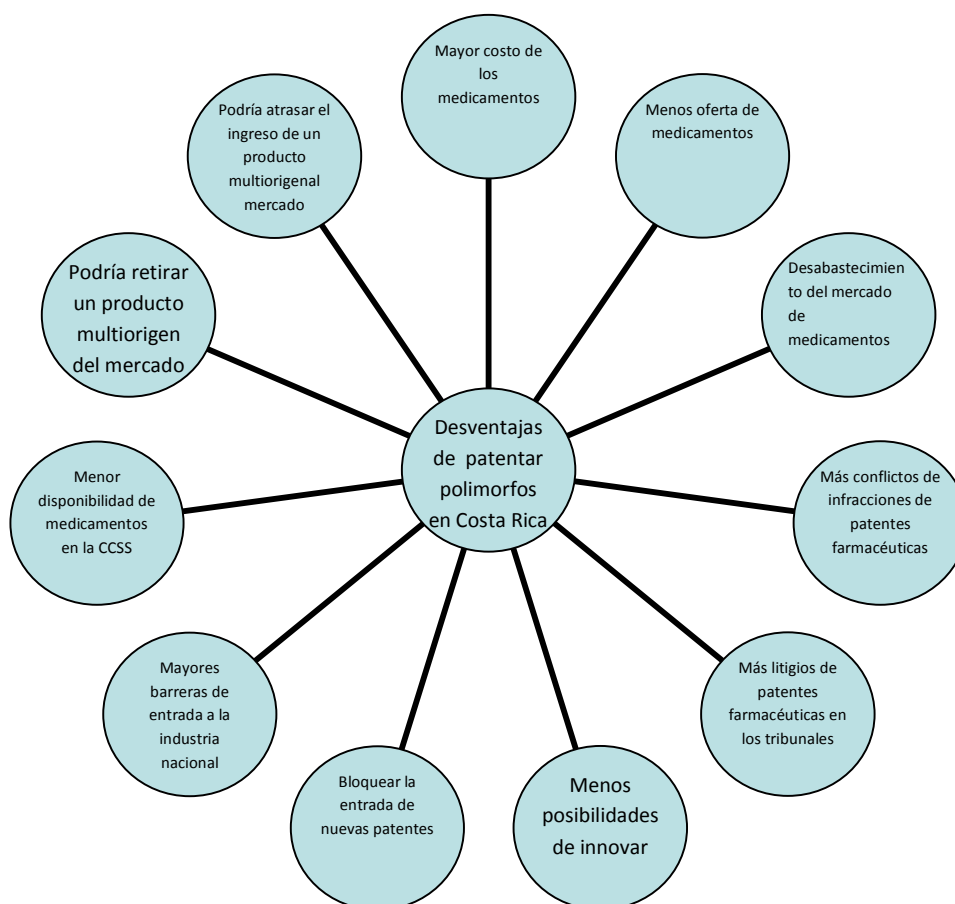 Mayor costo de
los
medicamentos
Menos oferta de
medicamentos
Desabastecimien
to del mercado
de
medicamentos
Más conflictos de
infracciones de
patentes
farmacéuticas
Más litigios de
patentes
farmacéuticas en
los tribunales
Menos
posibilidades
de innovar
Bloquear la
entrada de
nuevas patentes
Mayores
barreras de
entrada a la
industria
nacional
Menor
disponibilidad de
medicamentos
en la CCSS
Podría retirar
un producto
multiorigen
del mercado
Podría atrasar el
ingreso de un
producto
multiorigenal
mercado
Desventajas
de patentar
polimorfos
en Costa Rica